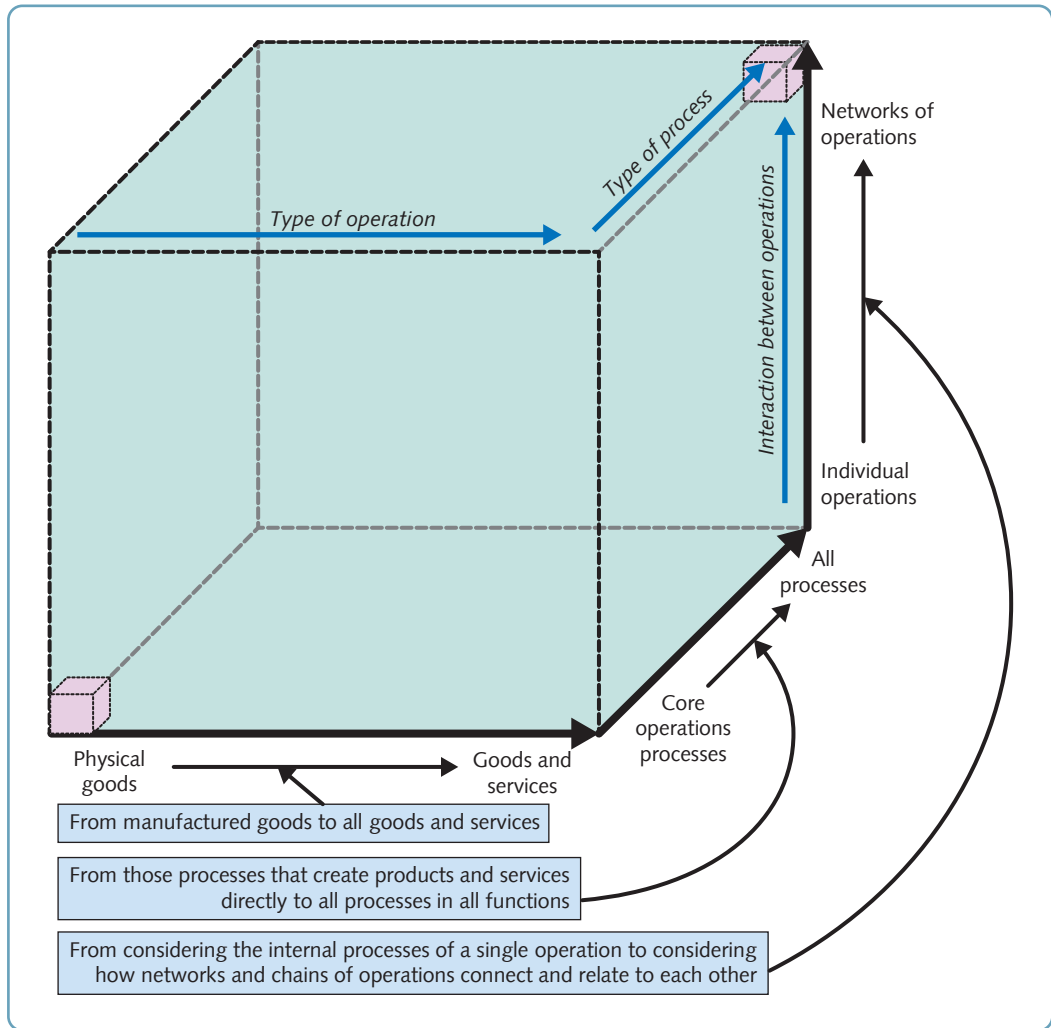 Type of operation
Type of process
Interaction between operations
Networks of
operations
Individual
operations
All
processes
Core
operations
processes
Physical
goods
Goods and
services
From manufactured goods to all goods and services
From those processes that create products and services
directly to all processes in all functions
From considering the internal processes of a single operation to considering
how networks and chains of operations connect and relate to each other